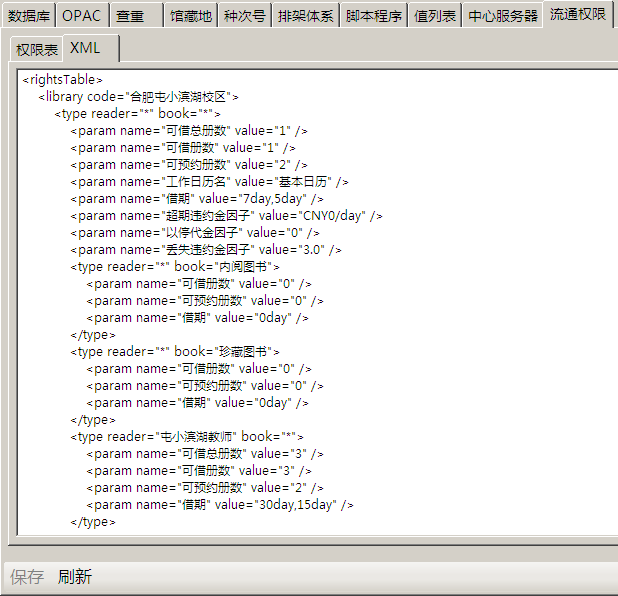 数据库 OPAC 查重 馆藏地 种次号 排架体系 脚本程序 值列表 中心服务器 流通权限
权限表 XML
<rightsTable>
<library code="合肥屯小滨湖校区">
<type reader="*" book="*">
<param name="可借总册数" value="1" />
<param name="可借册数" value="1" />
<param name="可预约册数" value="2" />
<param name="工作日历名" value="基本日历" />
<param name="借期" value="7day,5day" />
<param name="超期违约金因子" value="CNY0/day" />
<param name="以停代金因子" value="0" />
<param name="丢失违约金因子" value="3.0" />
<type reader="*" book="内阅图书">
<param name="可借册数" value="0" />
<param name="可预约册数" value="0" />
<param name="借期" value="0day" />
</type>
<type reader="*" book="珍藏图书">
<param name="可借册数" value="0" />
<param name="可预约册数" value="0" />
<param name="借期" value="0day" />
</type>
<type reader="屯小滨湖教师" book="*">
<param name="可借总册数" value="3" />
<param name="可借册数" value="3" />
<param name="可预约册数" value="2" />
<param name="借期" value="30day,15day" />
</type>
保存 刷新